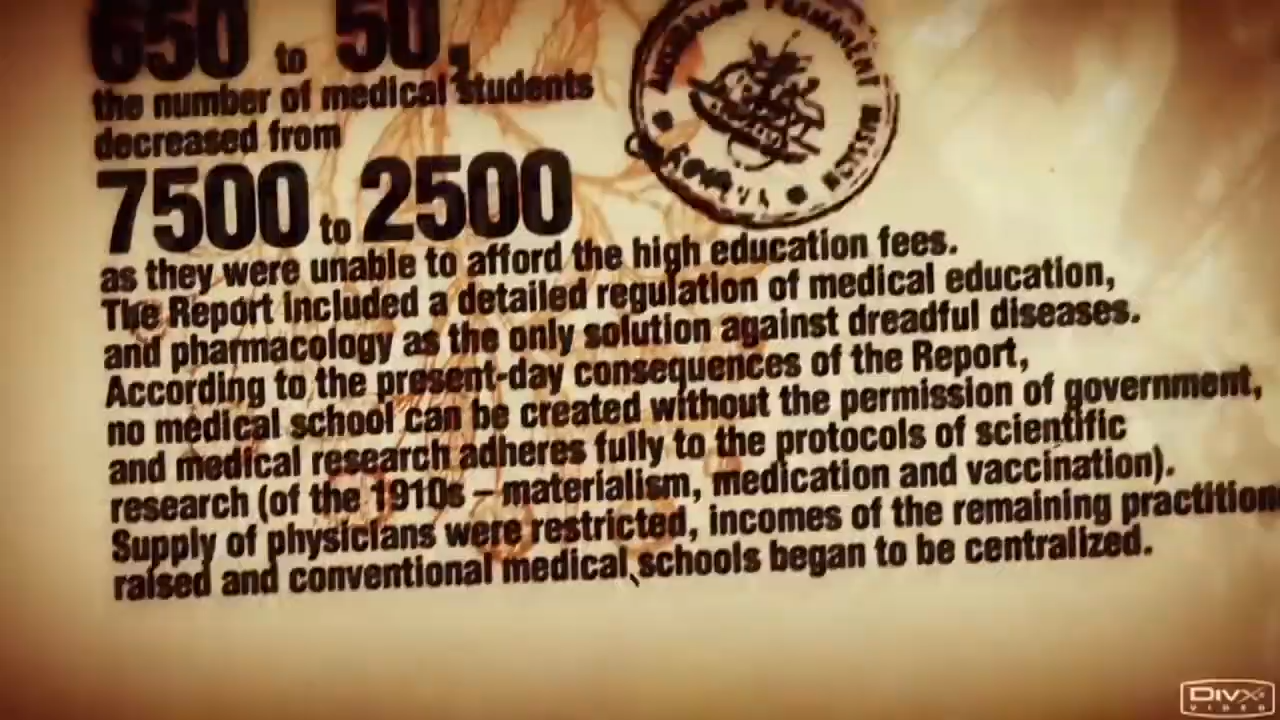 650 to 50,
the number of medical students
decreased from
7500 to 2500
as they were unable to afford the high education fees.
The Report included a detailed regulation of medical education,
and pharmacology as the only solution against dreadful diseases.
According to the present-day consequences of the Report,
no medical school can be created without the permission of government,
and medical research adheres fully to the protocols of scientific
research (of the 1910s – materialism, medication and vaccination).
Supply of physicians were restricted, incomes of the remaining practition
raised and conventional medical schools began to be centralized.
PERMANENT MISSION
DIVX
VIDEO